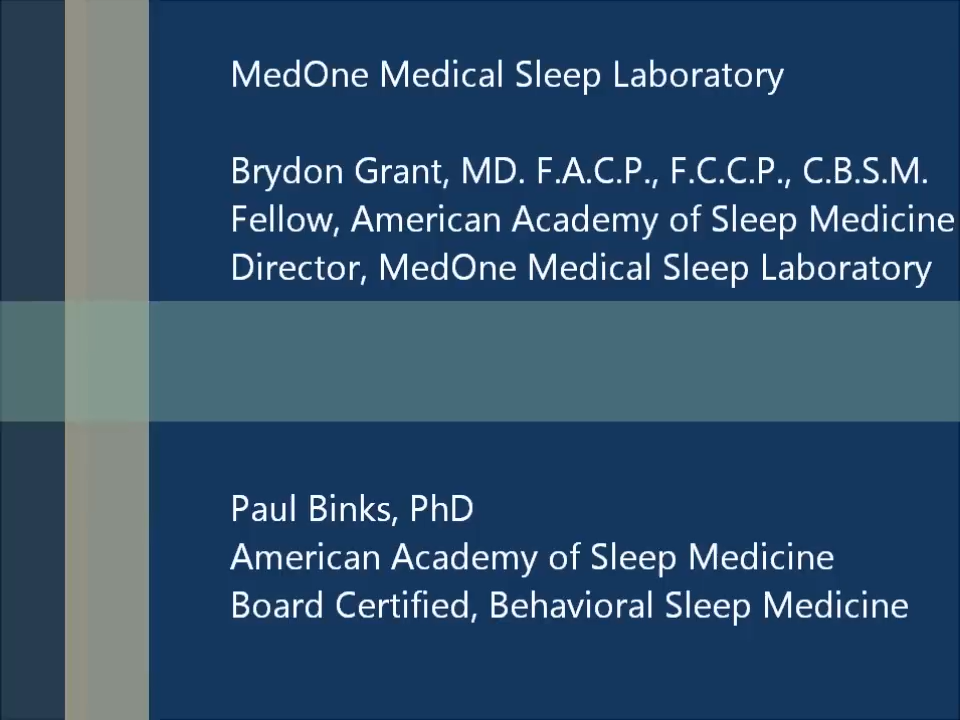 MedOne Medical Sleep Laboratory
Brydon Grant, MD. F.A.C.P., F.C.C.P., C.B.S.M.
Fellow, American Academy of Sleep Medicine
Director, MedOne Medical Sleep Laboratory
Paul Binks, PhD
American Academy of Sleep Medicine
Board Certified, Behavioral Sleep Medicine